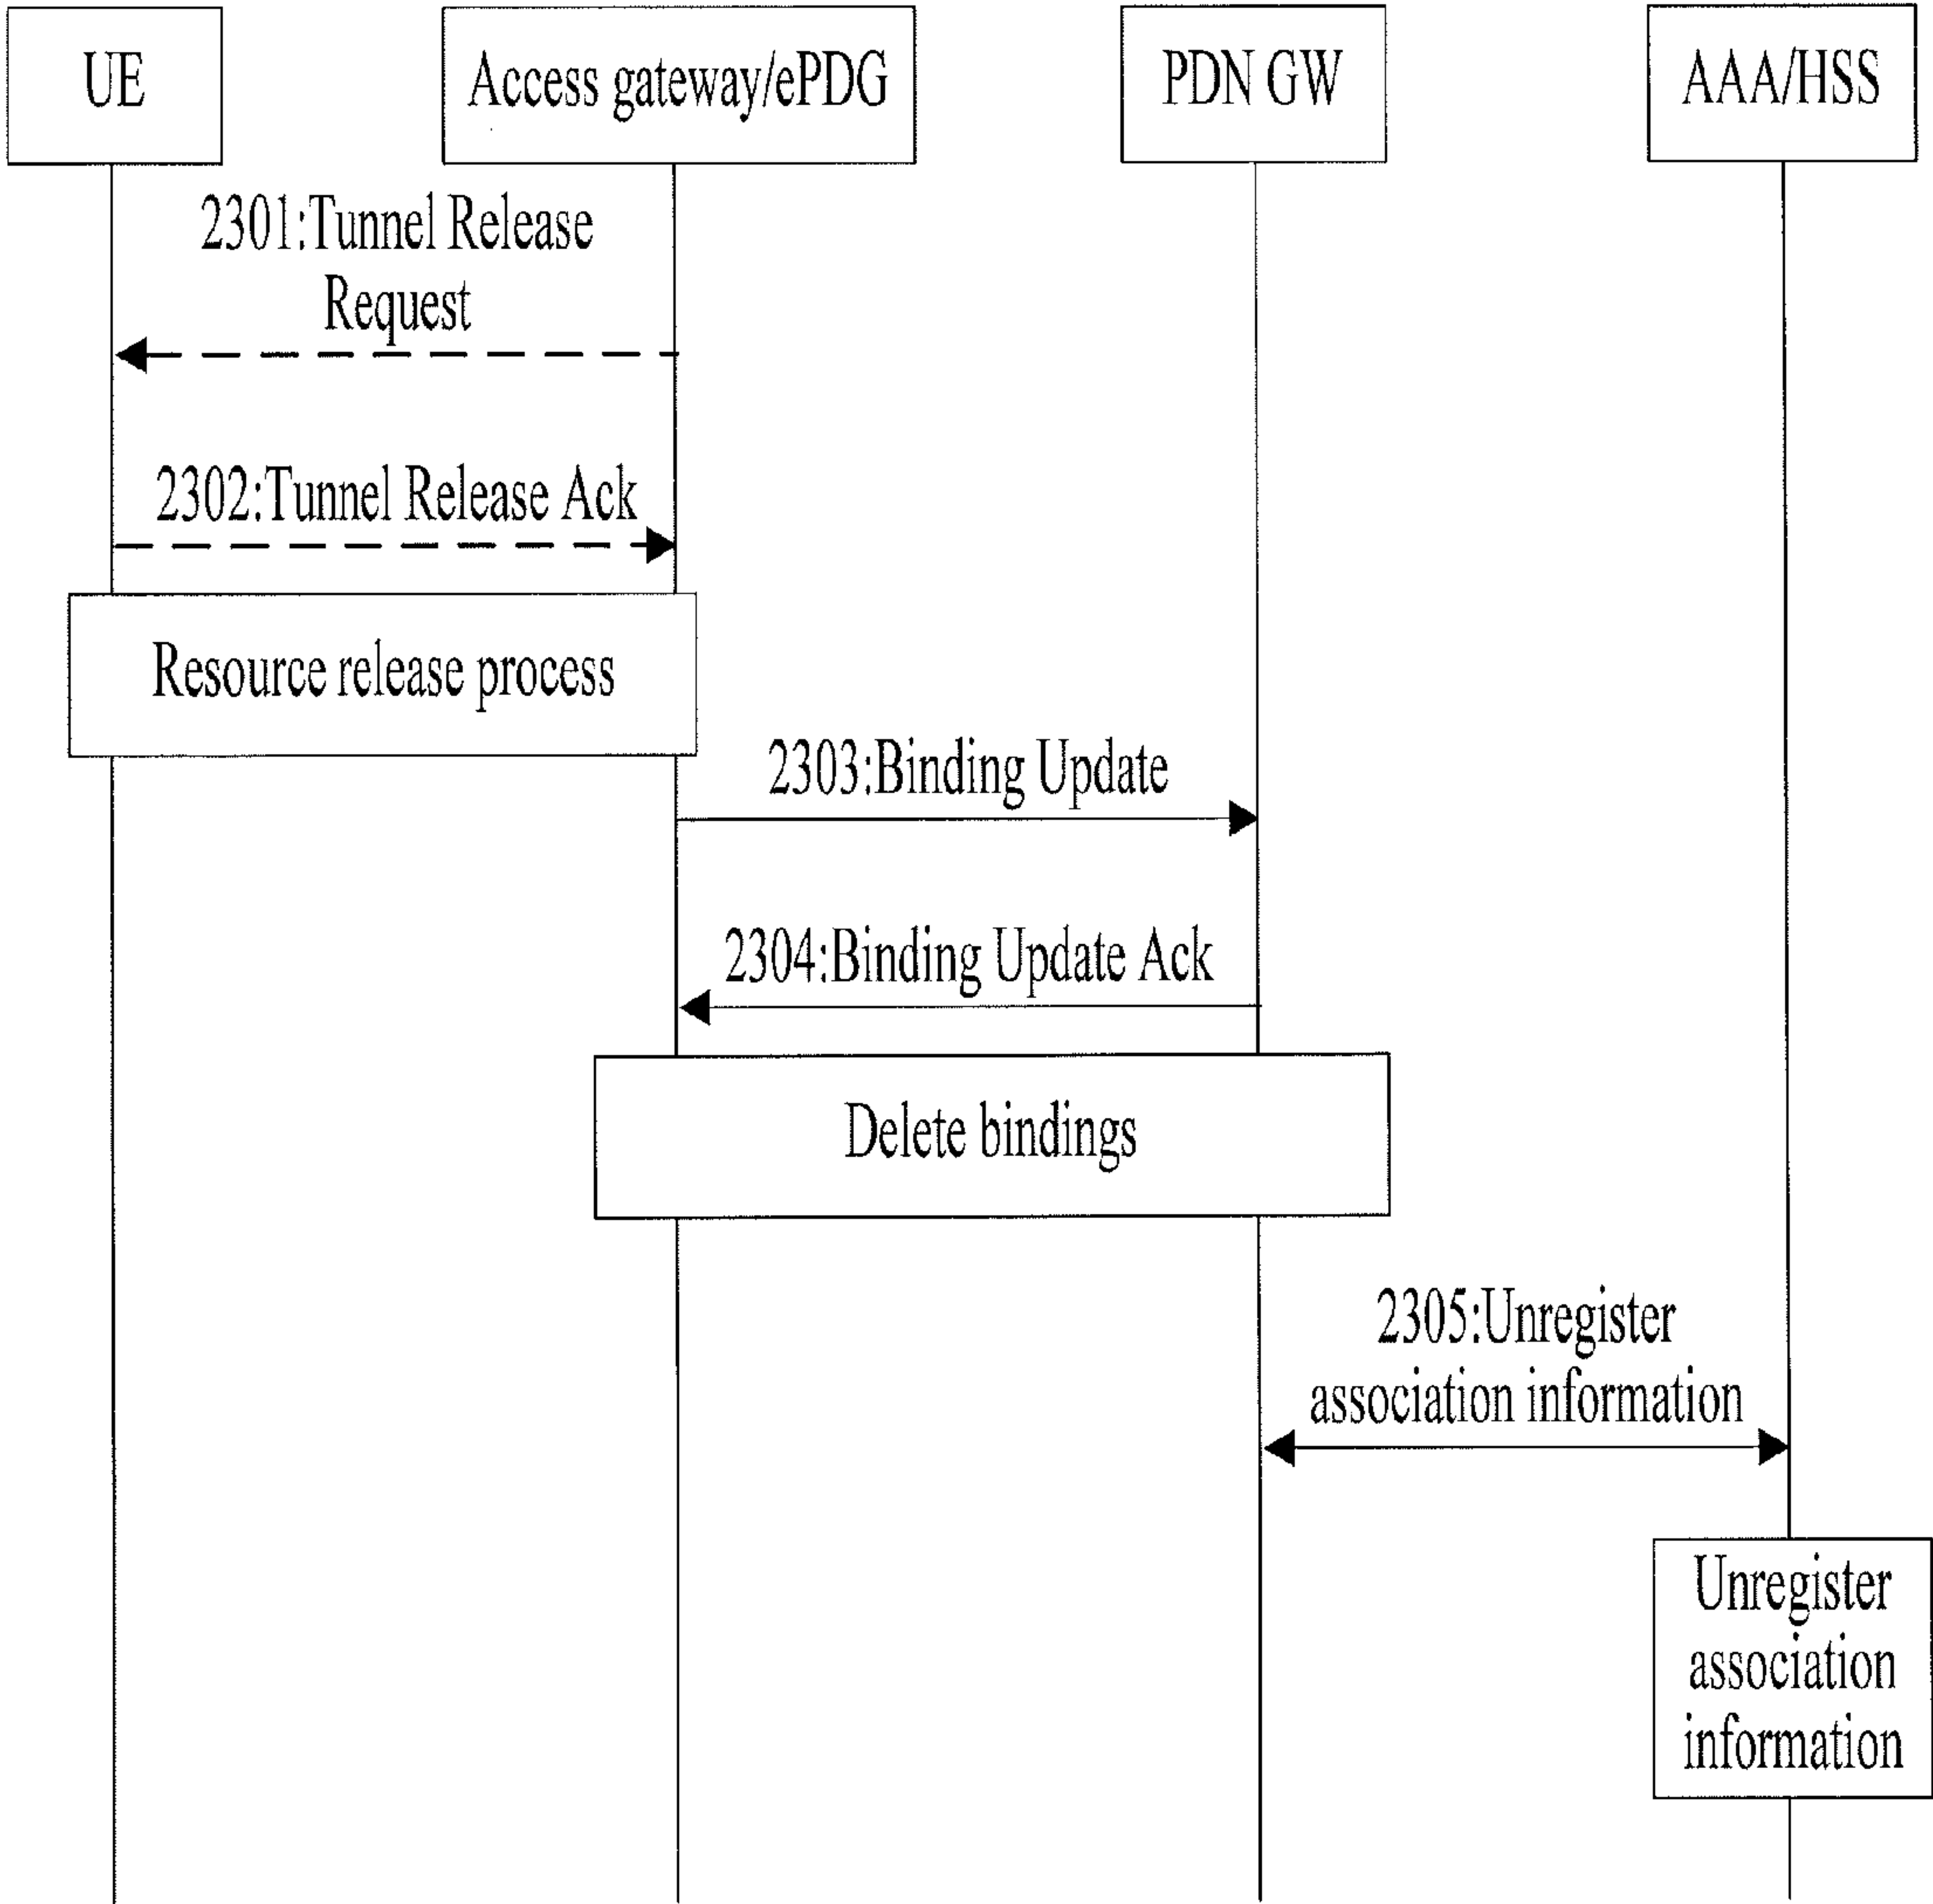 UE
Access gateway/ePDG
PDN GW
AAA/HSS
2301:Tunnel Release
Request
2302:Tunnel Release Ack
Resource release process
2303:Binding Update
2304:Binding Update Ack
Delete bindings
2305:Unregister
association information
Unregister
association
information